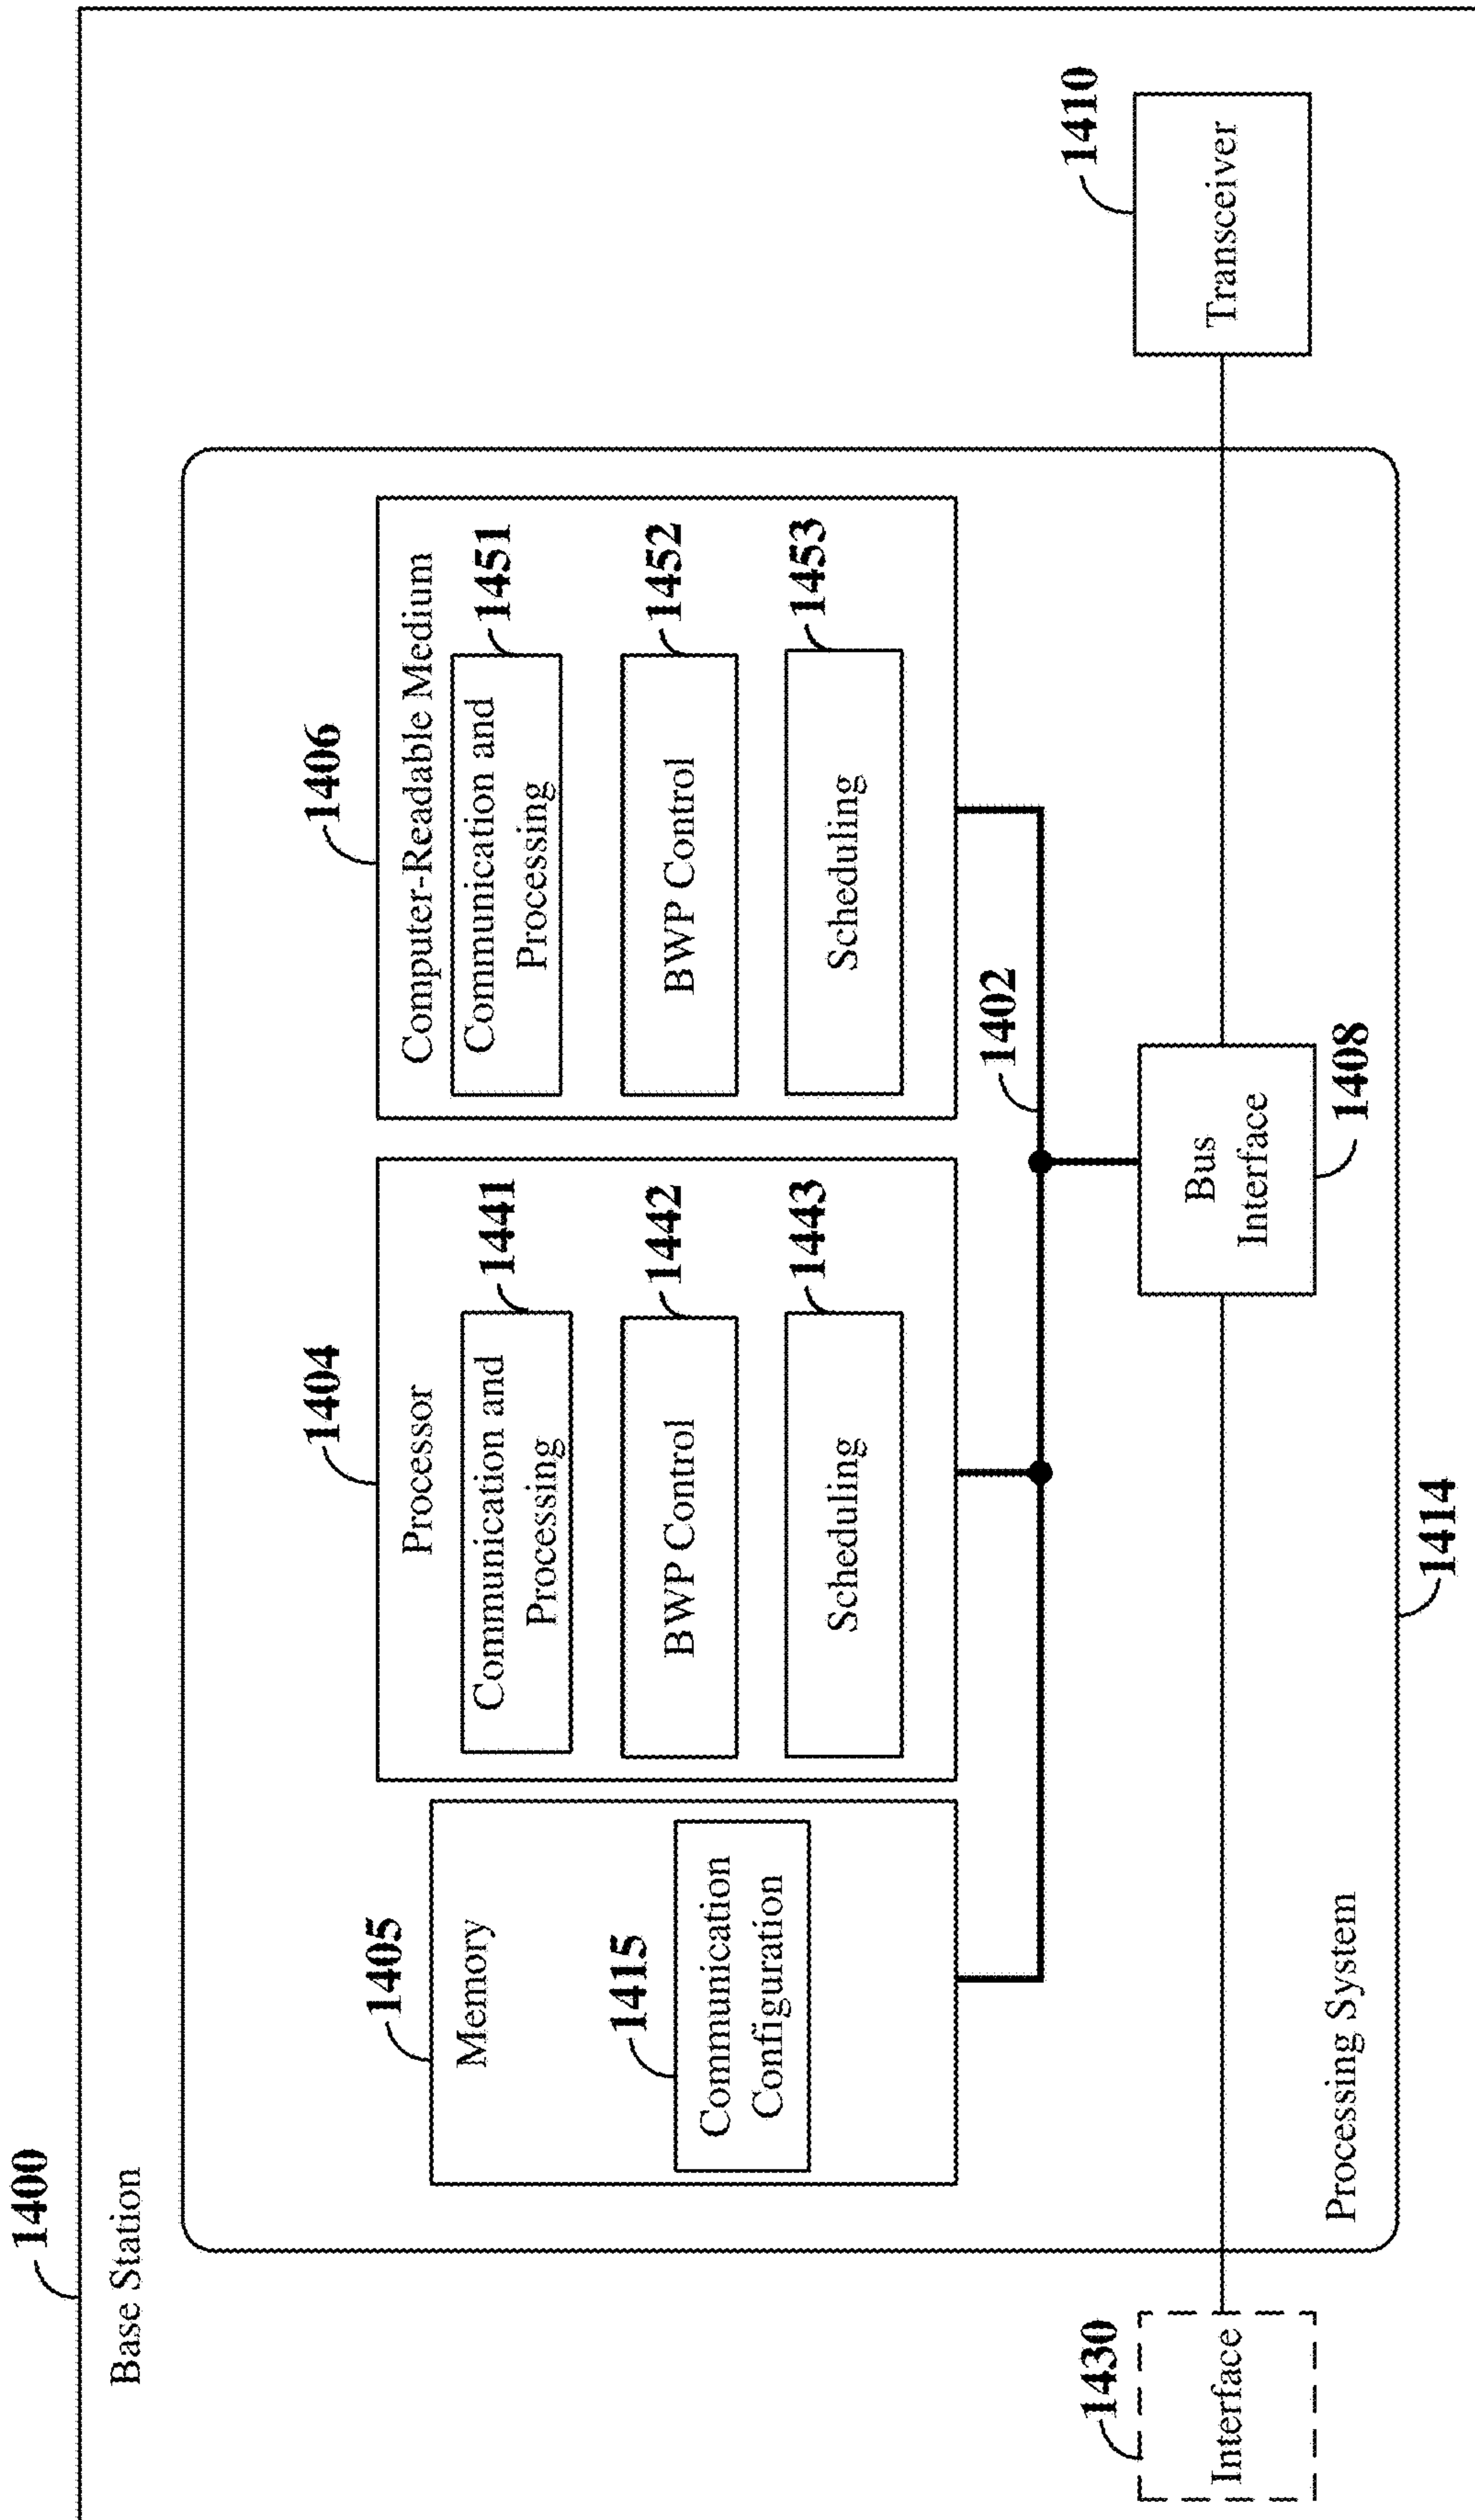 1400
Base Station
1405
Memory
1415
Communication
Configuration
1404
Processor
1441
Communication and
Processing
1442
BWP Control
1443
Scheduling
1406
Computer-Readable Medium
1451
Communication and
Processing
1452
BWP Control
1453
Scheduling
1402
1430
Interface
Bus
Interface
1408
1410
Transceiver
Processing System
1414